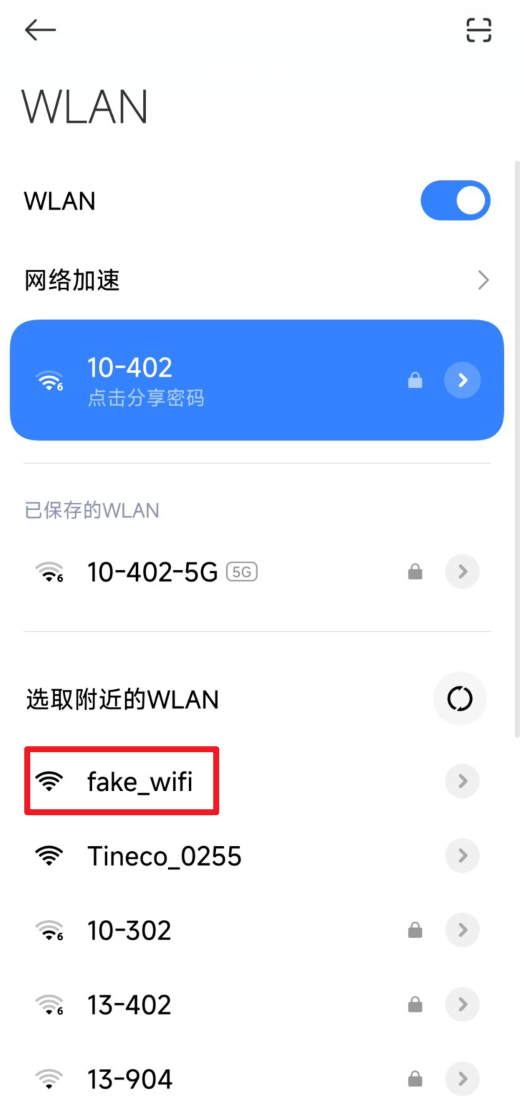 WLAN
WLAN
网络加速
10-402
点击分享密码
已保存的WLAN
10-402-5G 5G
选取附近的WLAN
fake_wifi
Tineco_0255
10-302
13-402
13-904